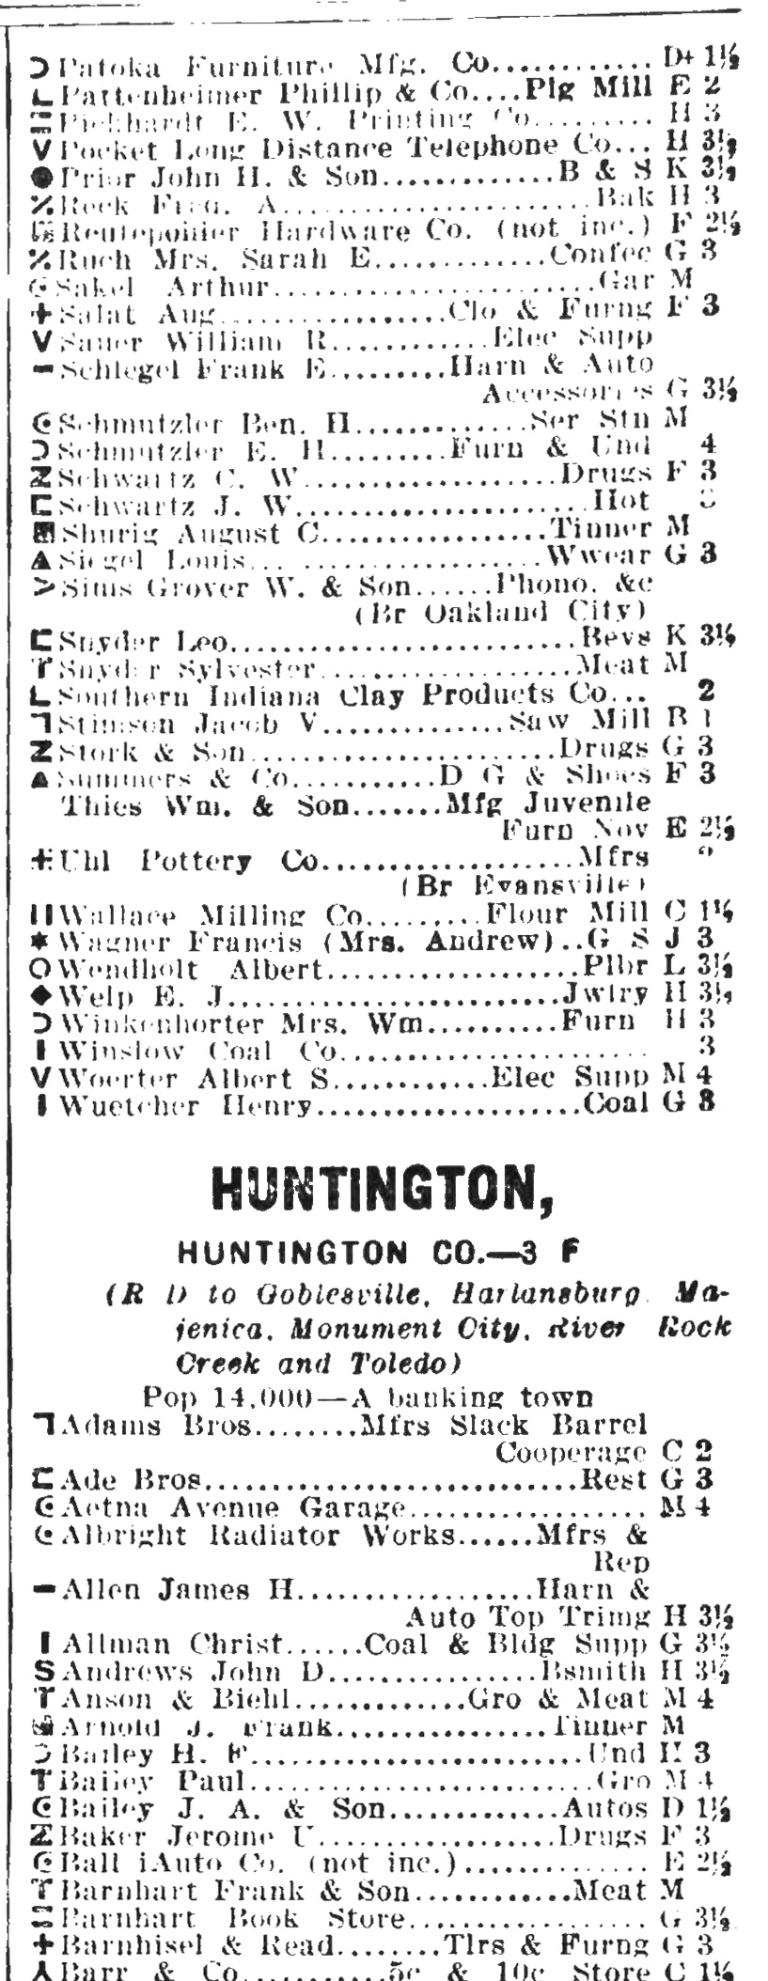 Patoka Furniture Mfg. Co............ D+ 1½
Pattenheimer Phillip & Co....Plg Mill E 2
E. W. Printing Co......... H 3
Pocket Long Distance Telephone Co... H 3½
Prior John H. & Son.............B & S K 3½
Reck Fred. A.......................Bak H 3
Hardware Co. (not inc.) F 2½
Ruch Mrs. Sarah E.............Confec G 3
Sakel Arthur........................Gar M
Salat Aug.................Clo & Furng F 3
Sauer William R............Elec Supp
Schlegel Frank E.........Harn & Auto
Accessories G 3½
Schmutzler Ben. H..............Ser Stn M
Schmutzler E. H.........Furn & Und 4
Schwartz C. W..................Drugs F 3
Schwartz J. W.....................Hot
Shurig August C................Tinner M
Siegel Louis.....................Wwear G 3
Sims Grover W. & Son......Phono. &c
(Br Oakland City)
Snyder Leo.........................Bevs K 3½
Snyder Sylvester..................Meat M
Southern Indiana Clay Products Co... 2
Stimson Jacob V.............Saw Mill B 1
Stork & Son......................Drugs G 3
Summers & Co...........D G & Shoes F 3
Thies Wm. & Son.......Mfg Juvenile
Furn Nov E 2½
Uhl Pottery Co...................Mfrs
(Br Evansville)
Wallace Milling Co.........Flour Mill C 1½
Wagner Francis (Mrs. Andrew)..G S J 3
Wendholt Albert..................Plbr L 3½
Welp E. J........................Jwlry H 3½
Winkenhorter Mrs. Wm..........Furn H 3
Winslow Coal Co...................... 3
Woerter Albert S............Elec Supp M 4
Wuetcher Henry...................Coal G 3
HUNTINGTON,
HUNTINGTON CO.—3 F
(R D to Goblesville, Harlansburg, Ma-
jenica, Monument City, River Rock
Creek and Toledo)
Pop 14,000—A banking town
Adams Bros........Mfrs Slack Barrel
Cooperage C 2
Ade Bros...........................Rest G 3
Aetna Avenue Garage................. M 4
Albright Radiator Works......Mfrs &
Rep
Allen James H.................Harn &
Auto Top Trimg H 3½
Allman Christ......Coal & Bldg Supp G 3½
Andrews John D...............Bsmith H 3½
Anson & Biehl............Gro & Meat M 4
Arnold J. Frank...............Tinner M
Bailey H. F........................Und H 3
Bailey Paul.........................Gro M 4
Bailey J. A. & Son............Autos D 1½
Baker Jerome U.................Drugs F 3
Ball iAuto Co. (not inc.)............. E 2½
Barnhart Frank & Son...........Meat M
Barnhart Book Store................. G 3½
Barnhisel & Read........Tlrs & Furng G 3
Barr & Co..........5c & 10c Store C 1½